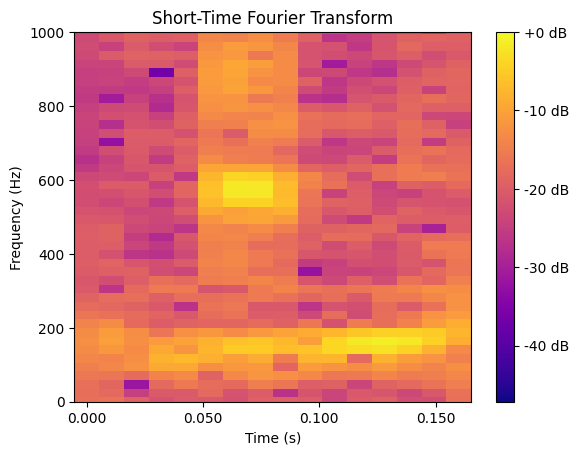 Short-Time Fourier Transform
1000
800
600
400
200
0
Frequency (Hz)
0.000
0.050
0.100
0.150
Time (s)
+0 dB
-10 dB
-20 dB
-30 dB
-40 dB